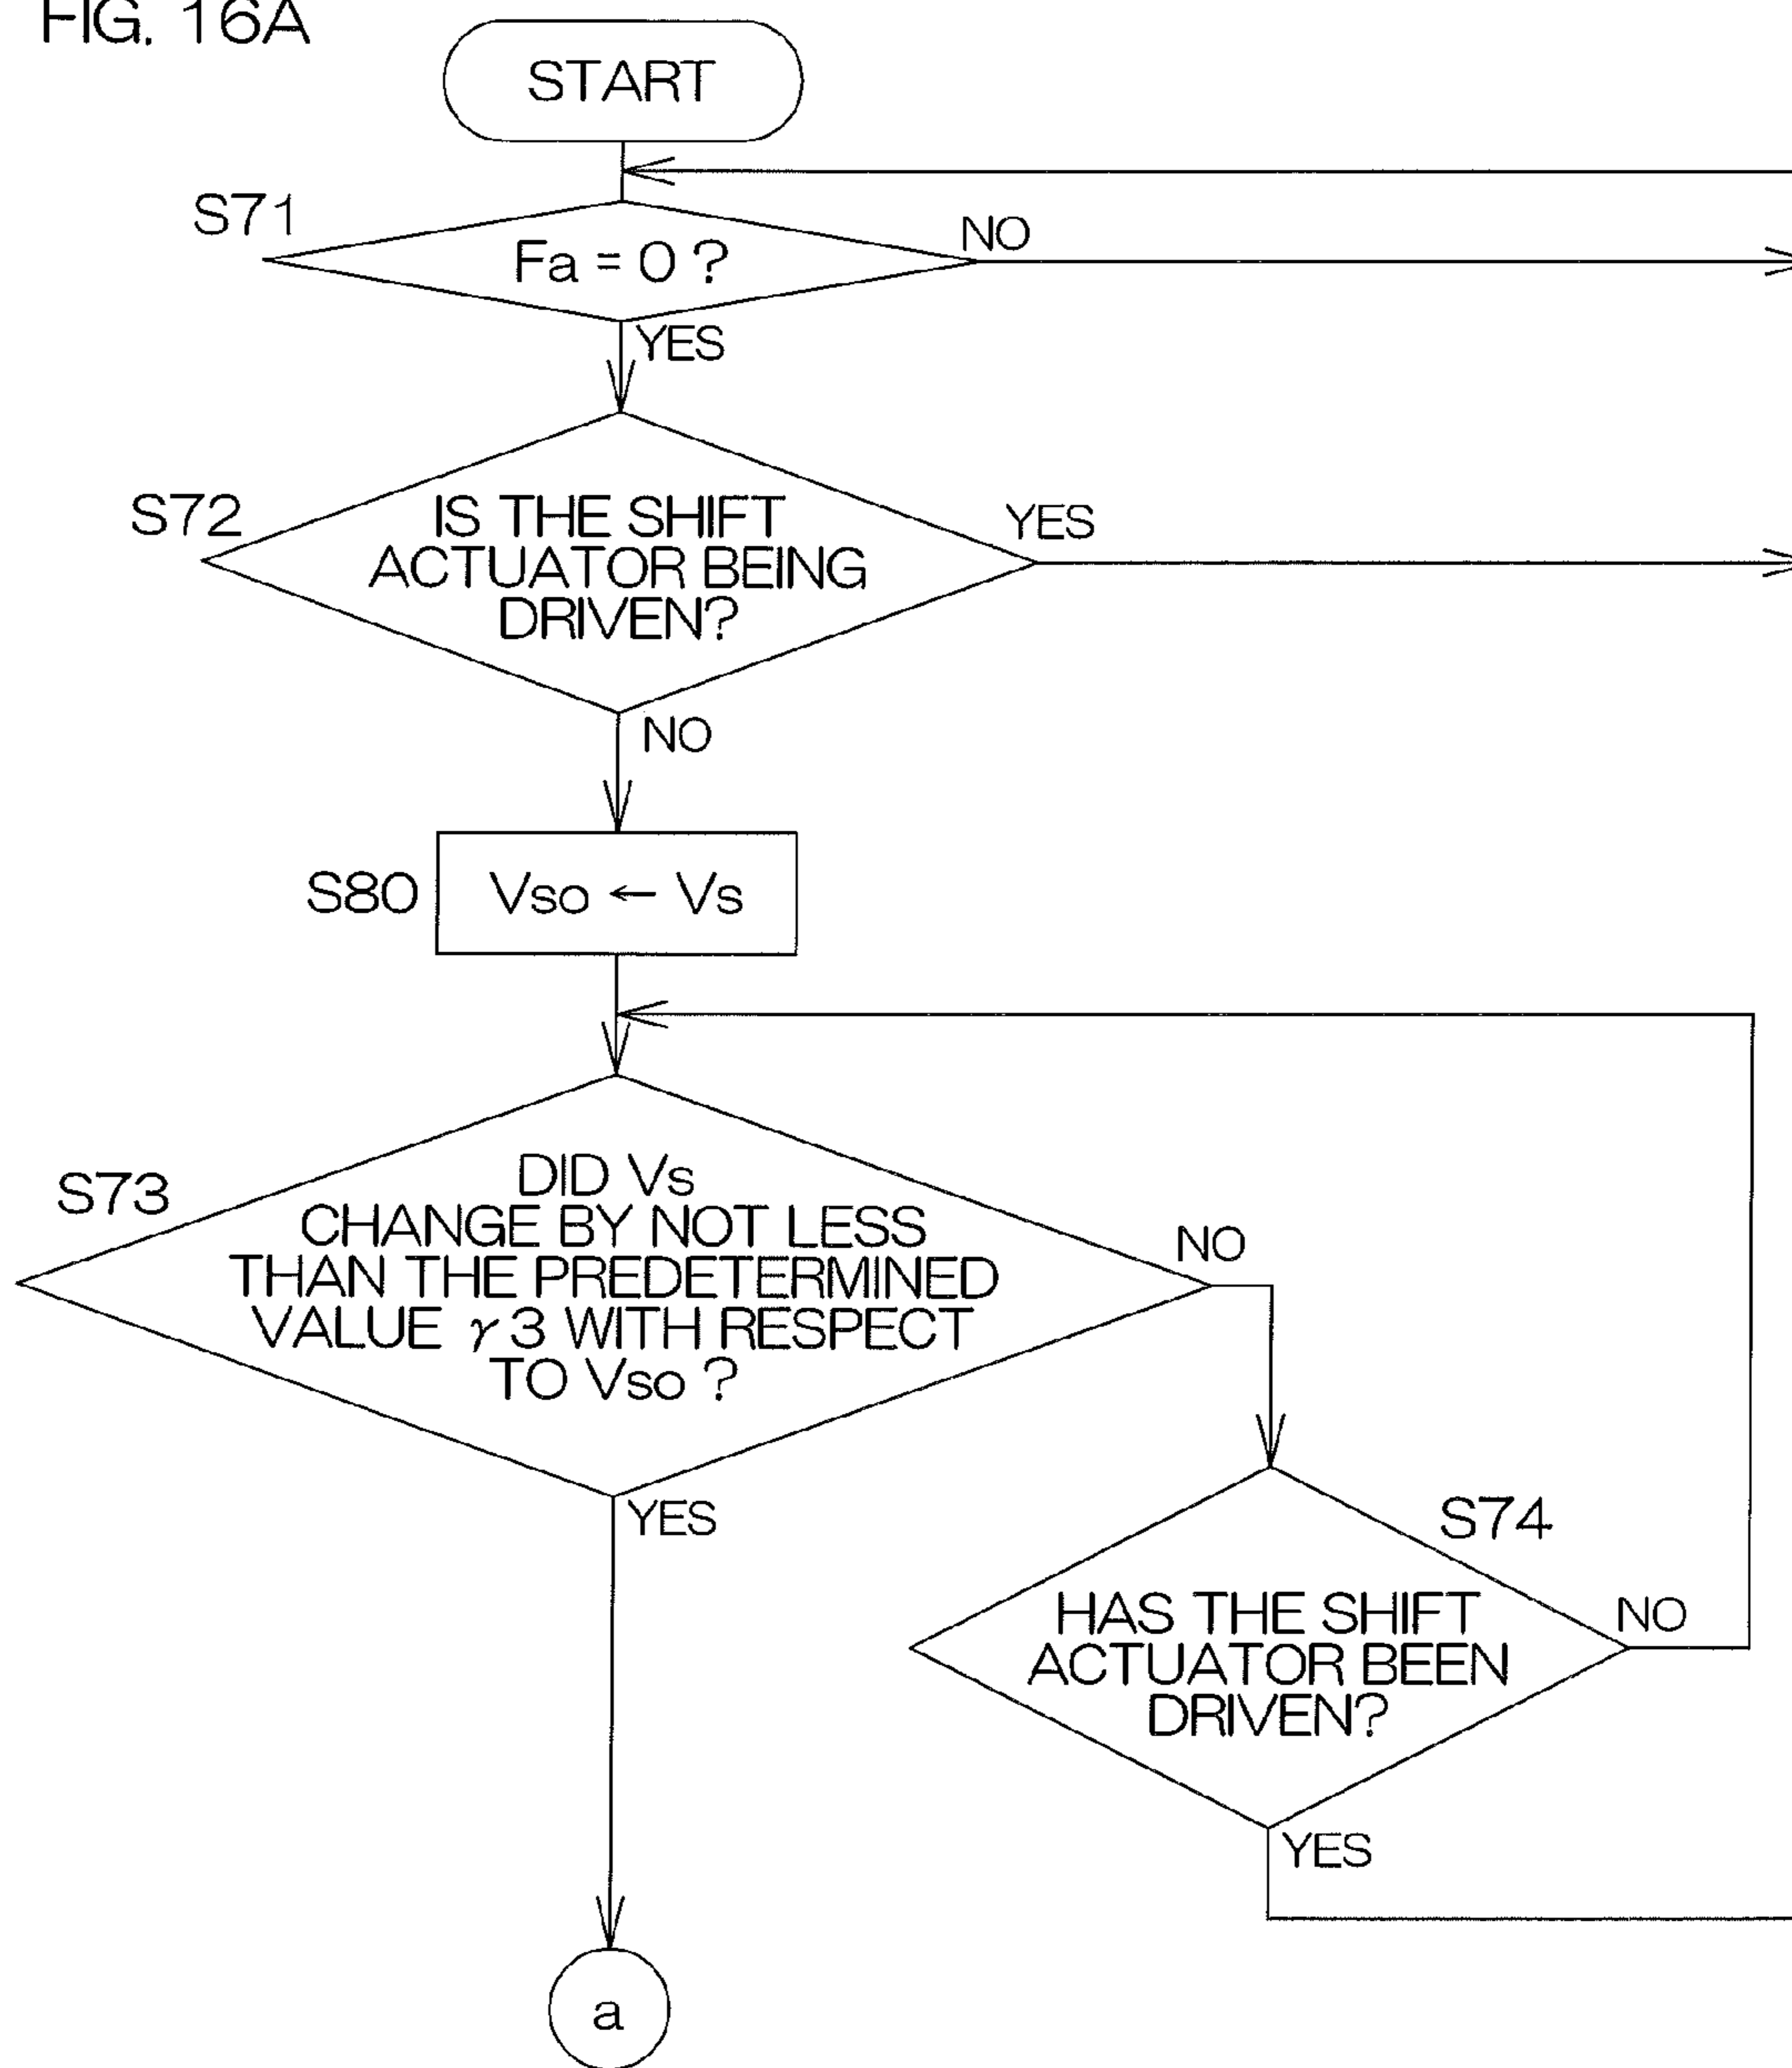 FIG. 16A
START
S71
Fa = 0 ?
NO
YES
S72
IS THE SHIFT
ACTUATOR BEING
DRIVEN?
YES
NO
S80
Vso ← Vs
S73
DID Vs
CHANGE BY NOT LESS
THAN THE PREDETERMINED
VALUE γ3 WITH RESPECT
TO Vso ?
NO
YES
S74
HAS THE SHIFT
ACTUATOR BEEN
DRIVEN?
NO
YES
a